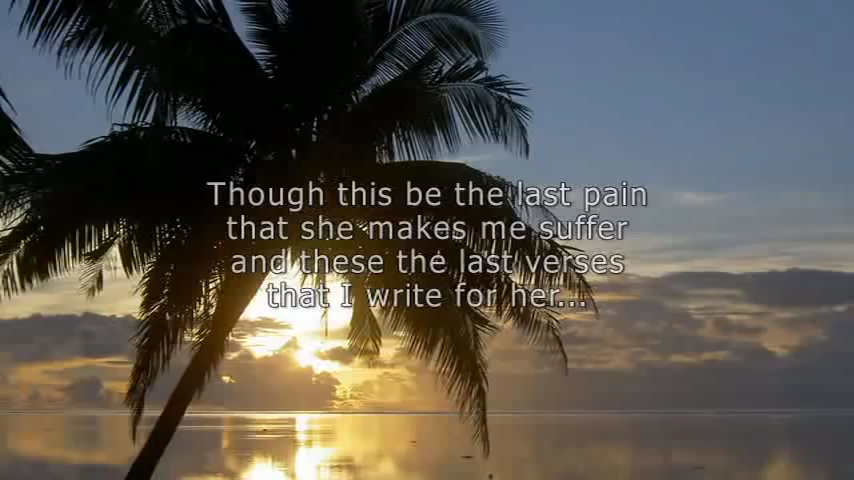 Though this be the last pain
that she makes me suffer
and these the last verses
that I write for her...